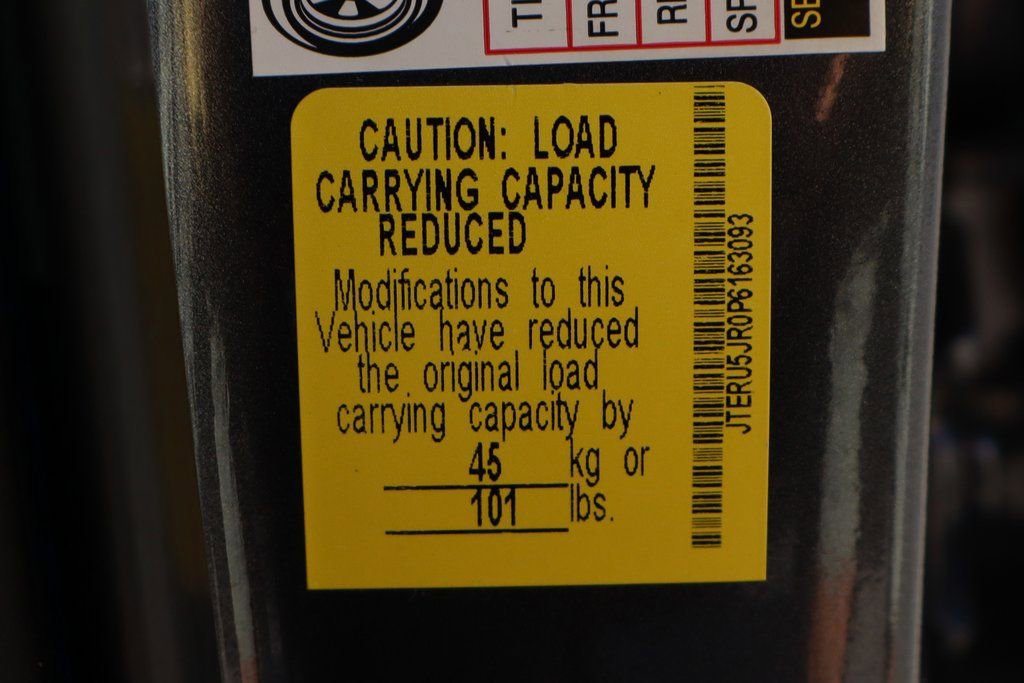 CAUTION: LOAD
CARRYING CAPACITY
REDUCED
Modifications to this
Vehicle have reduced
the original load
carrying capacity by
45 kg or
101 lbs.
JTERU5JR0P6163093